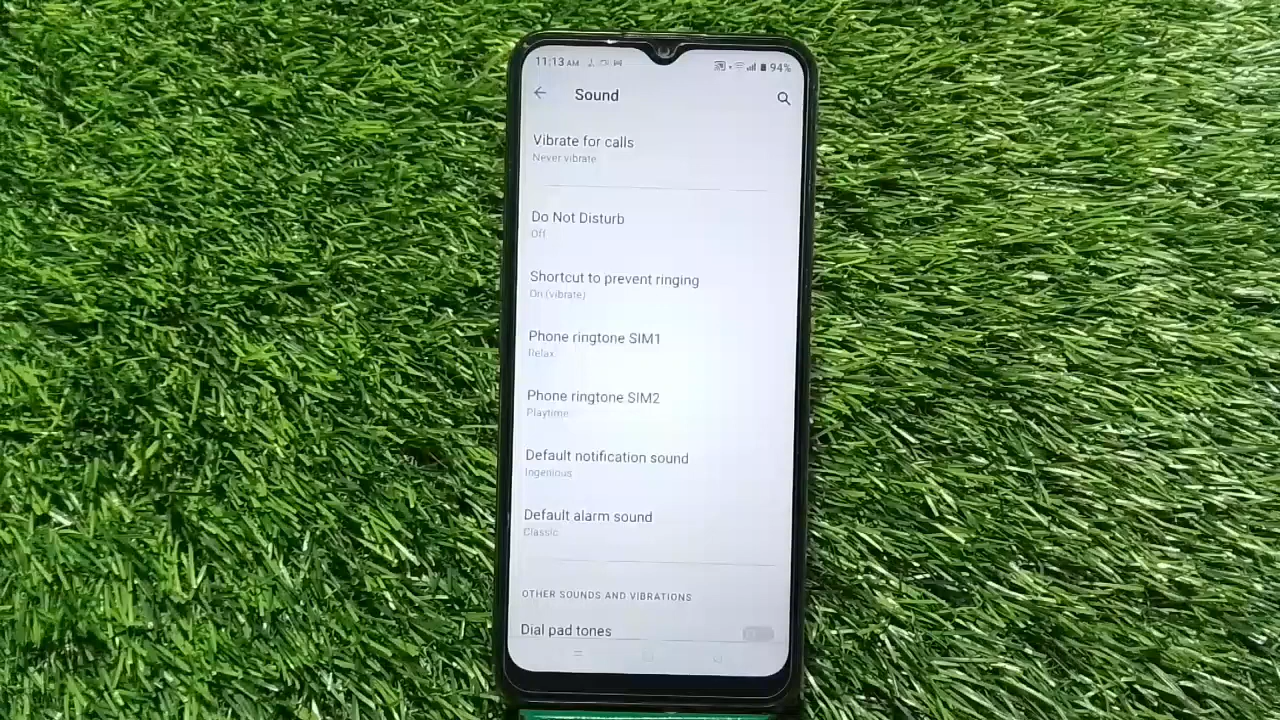 11:13 AM
94%
Sound
Vibrate for calls
Never vibrate
Do Not Disturb
Off
Shortcut to prevent ringing
On (vibrate)
Phone ringtone SIM1
Relax
Phone ringtone SIM2
Playtime
Default notification sound
Ingenious
Default alarm sound
Classic
OTHER SOUNDS AND VIBRATIONS
Dial pad tones